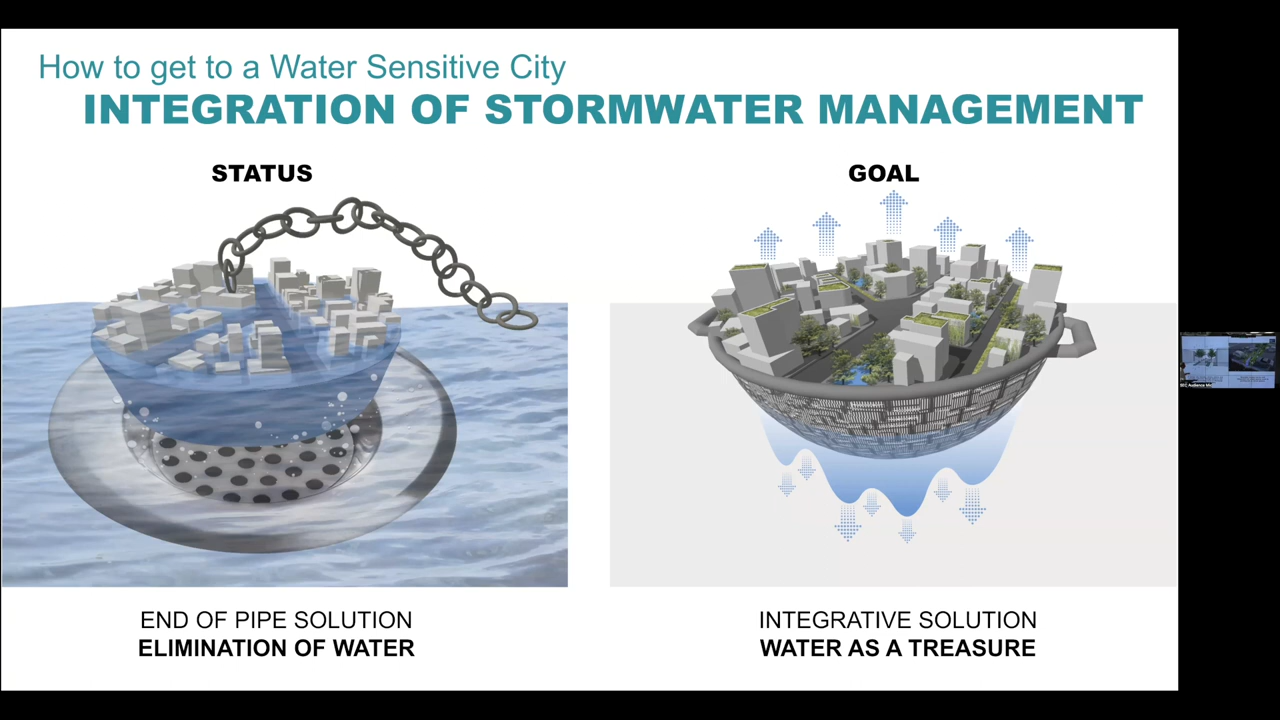 How to get to a Water Sensitive City
INTEGRATION OF STORMWATER MANAGEMENT
STATUS
GOAL
END OF PIPE SOLUTION
ELIMINATION OF WATER
INTEGRATIVE SOLUTION
WATER AS A TREASURE